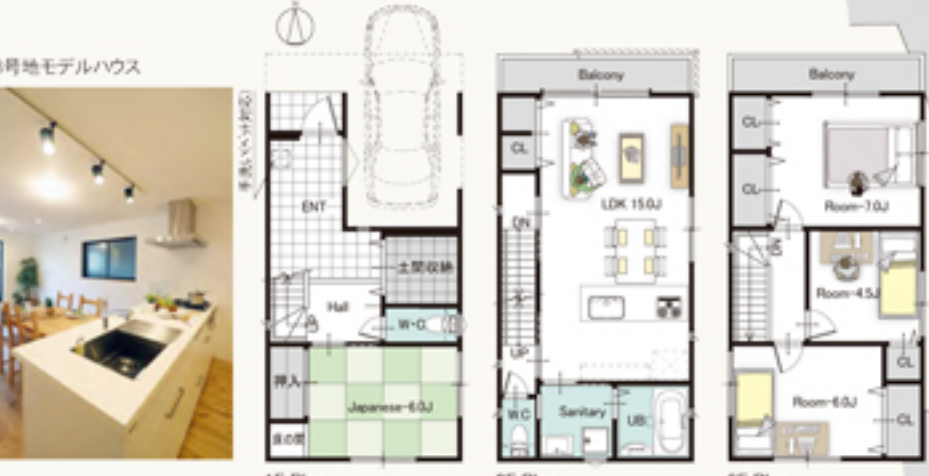 号地モデルハウス
ENT
土間収納
Hall
W・C
押入
Japanese-6.0J
床の間
Balcony
CL
LDK 15.0J
DN
UP
W.C
Sanitary
UB
Balcony
CL
CL
Room-7.0J
DN
Room-4.5J
CL
Room-6.0J
CL